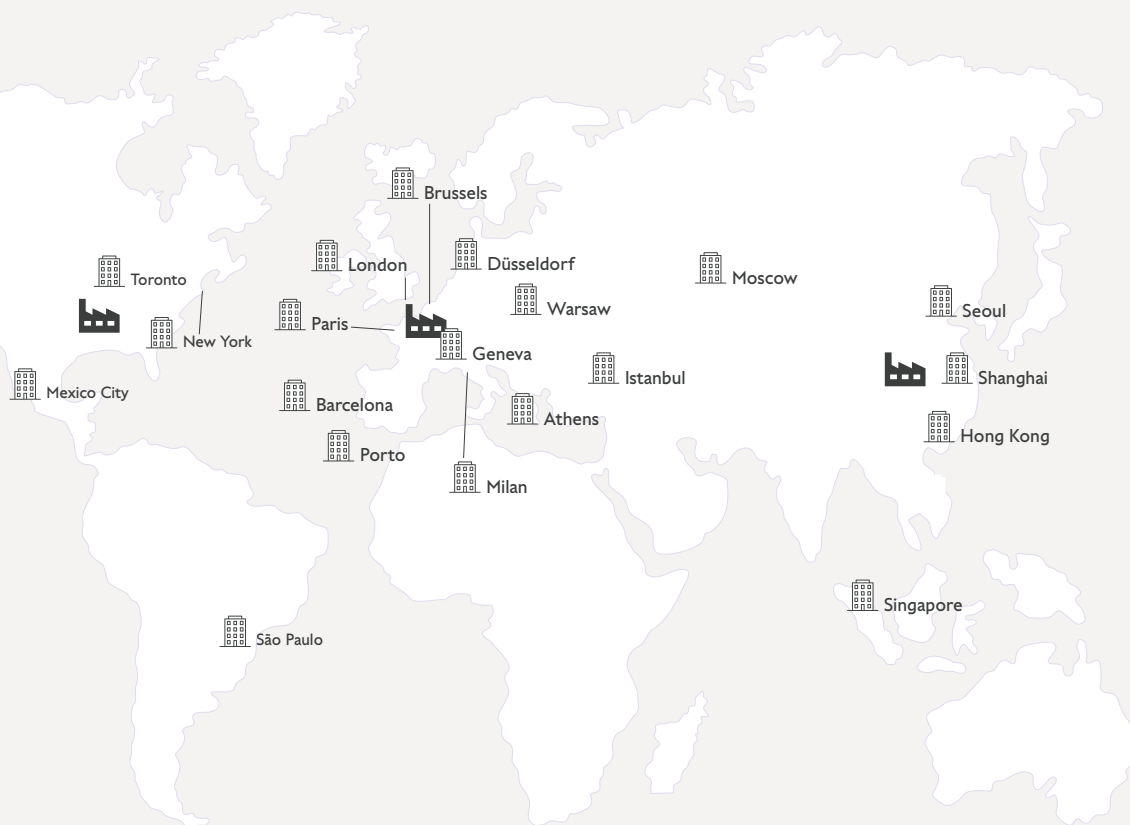 Brussels
London
Düsseldorf
Toronto
Moscow
Warsaw
Seoul
Paris
New York
Geneva
Istanbul
Shanghai
Mexico City
Barcelona
Athens
Hong Kong
Porto
Milan
Singapore
São Paulo